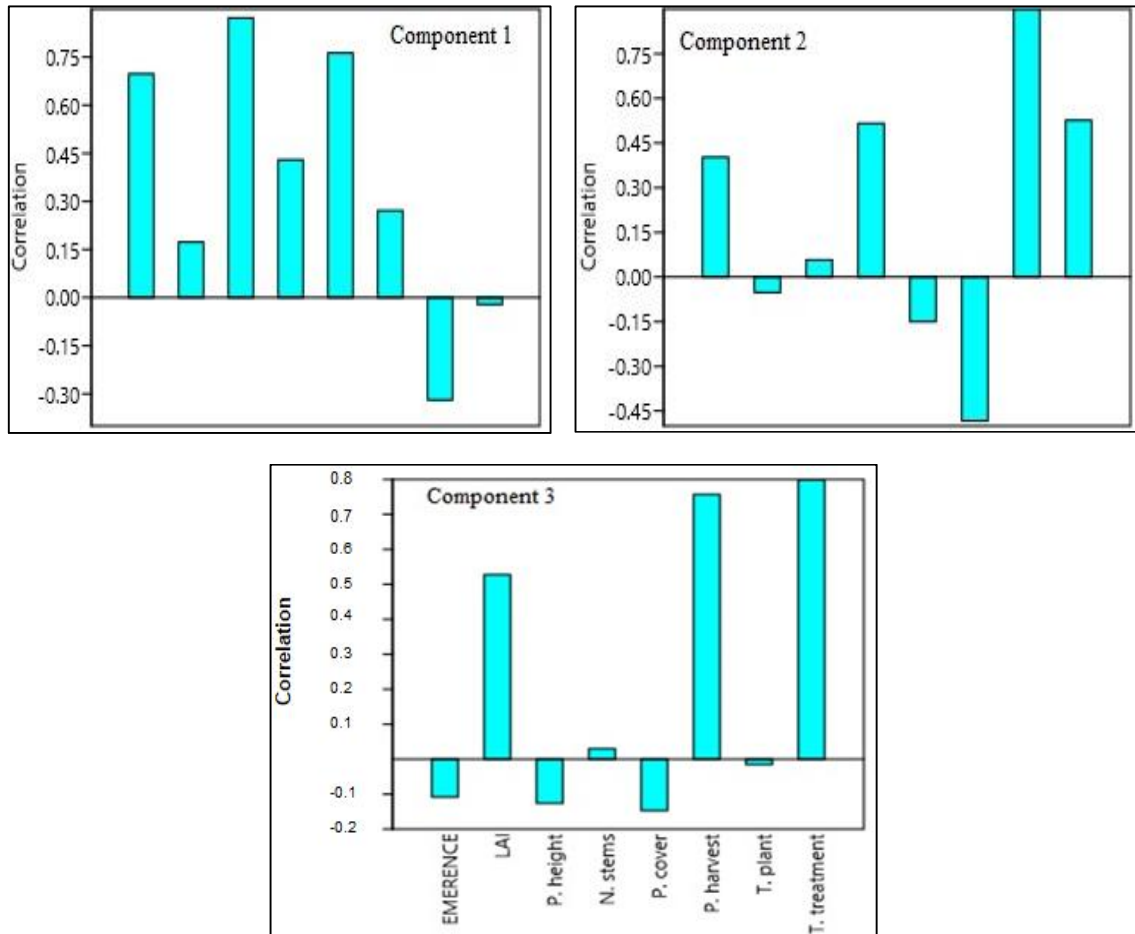 Component 1
0.75
0.60
0.45
0.30
0.15
0.00
-0.15
-0.30
Correlation
Component 2
0.75
0.60
0.45
0.30
0.15
0.00
-0.15
-0.30
-0.45
Correlation
Component 3
0.8
0.7
0.6
0.5
0.4
0.3
0.2
0.1
-0.1
-0.2
Correlation
EMERENCE
LAI
P. height
N. stems
P. cover
P. harvest
T. plant
T. treatment